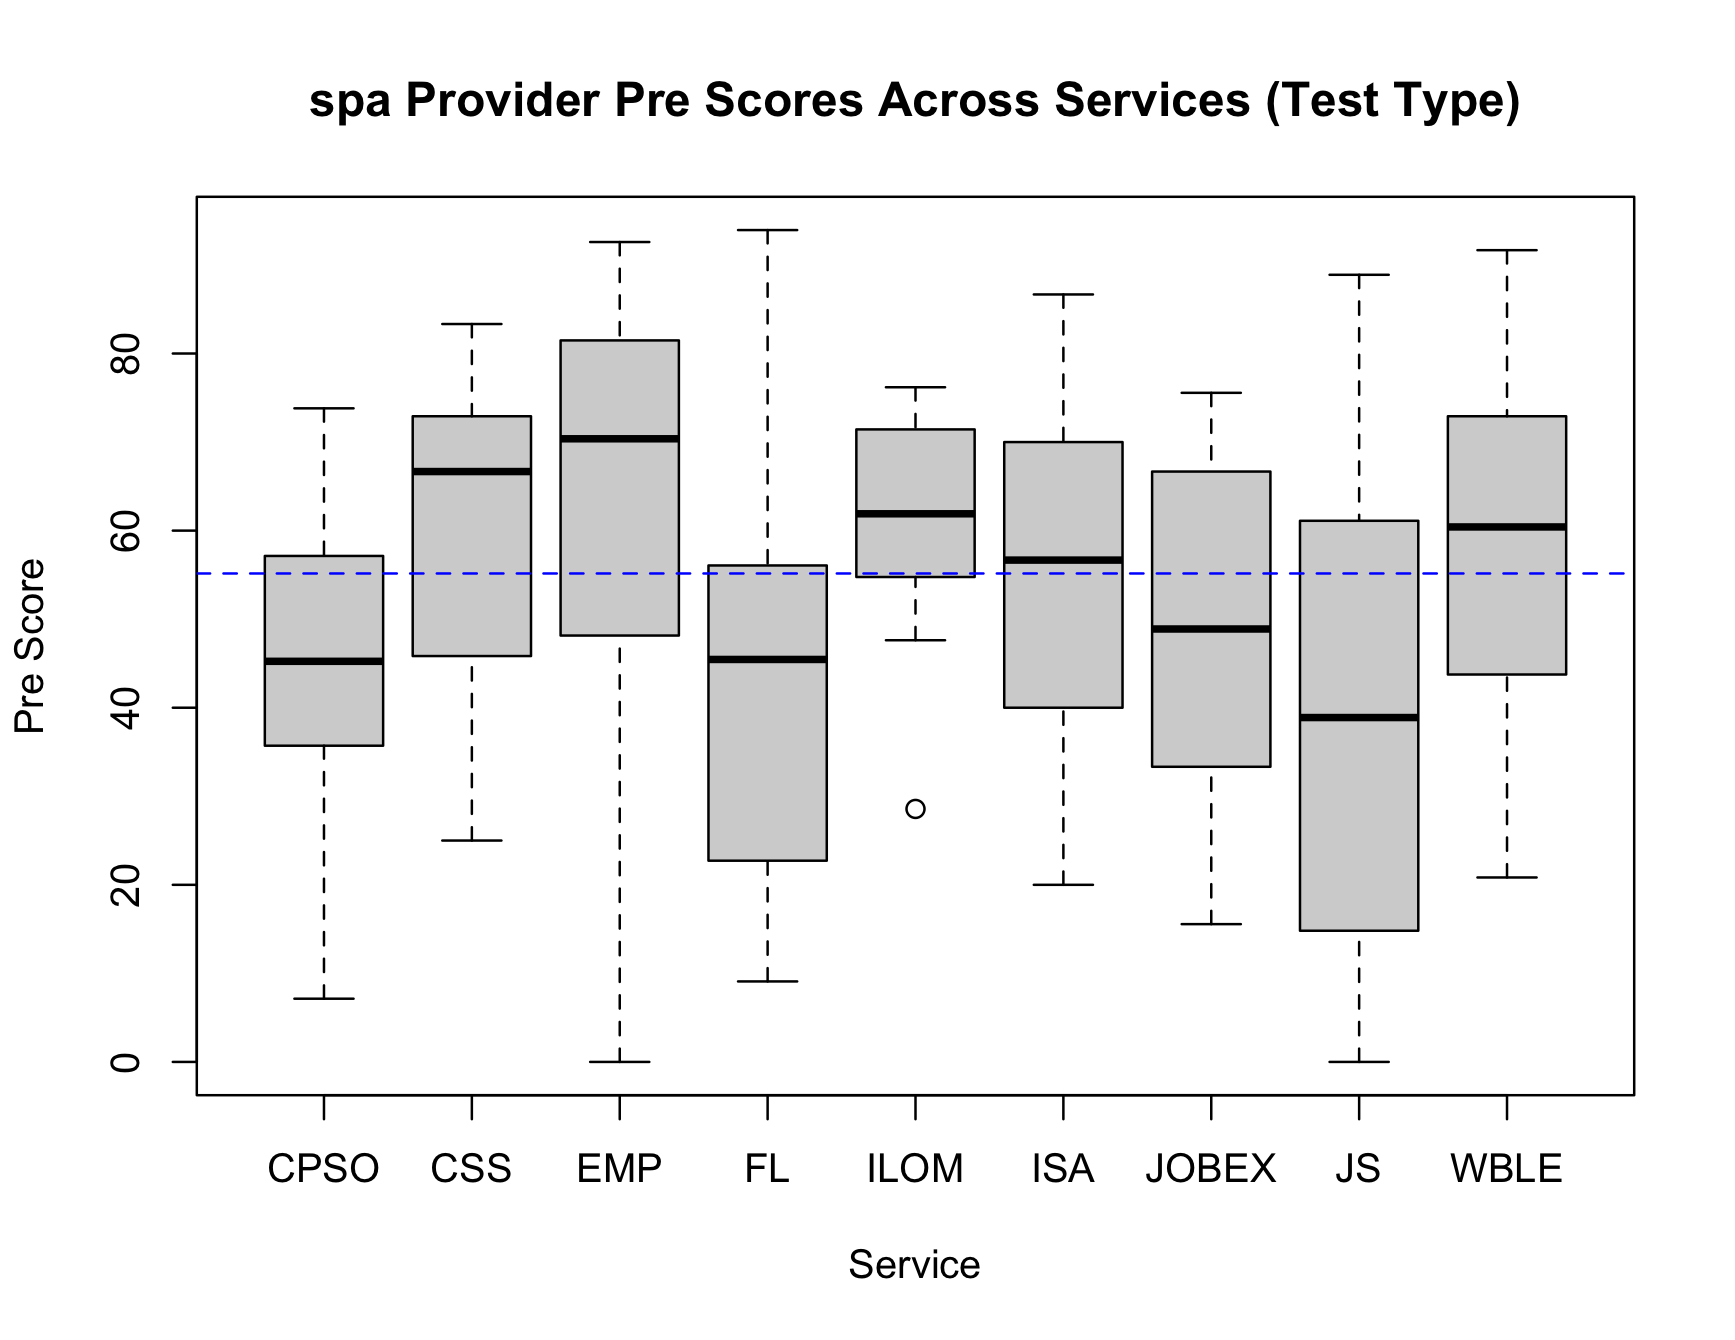 spa Provider Pre Scores Across Services (Test Type)
Pre Score
80
60
40
20
0
CPSO CSS EMP FL ILOM ISA JOBEX JS WBLE
Service